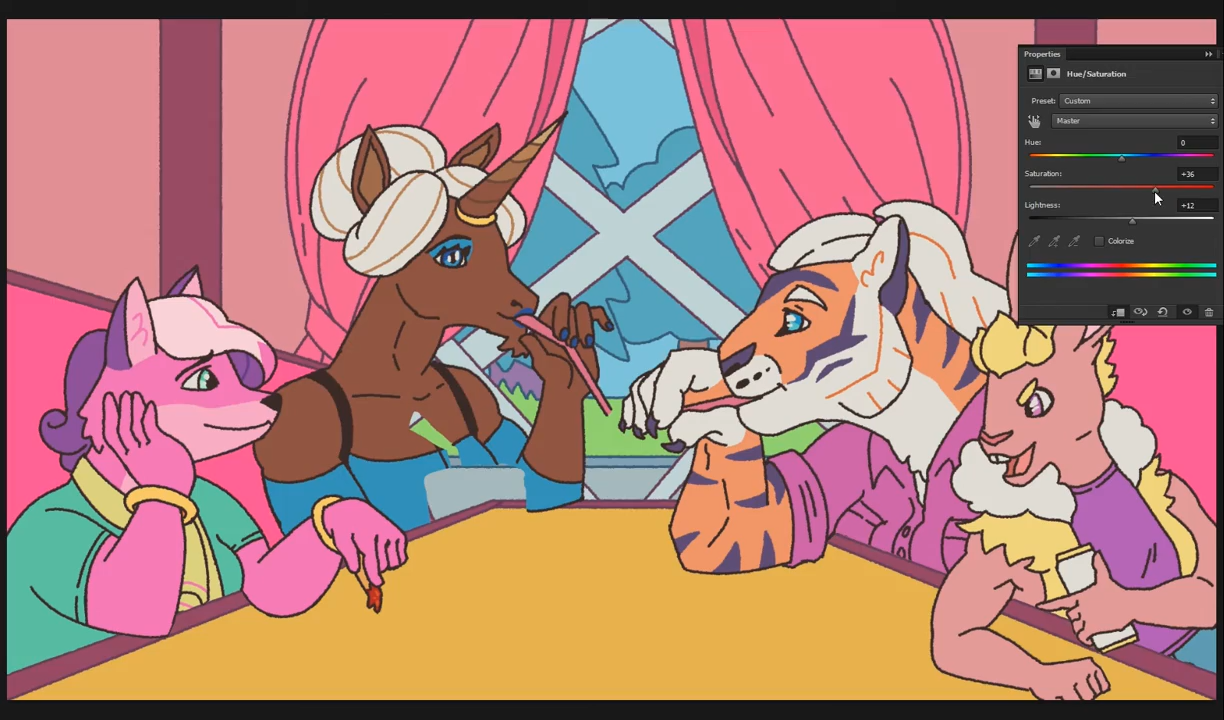 Properties
Hue/Saturation
Preset: Custom
Master
Hue: 0
Saturation: +36
Lightness: +12
Colorize